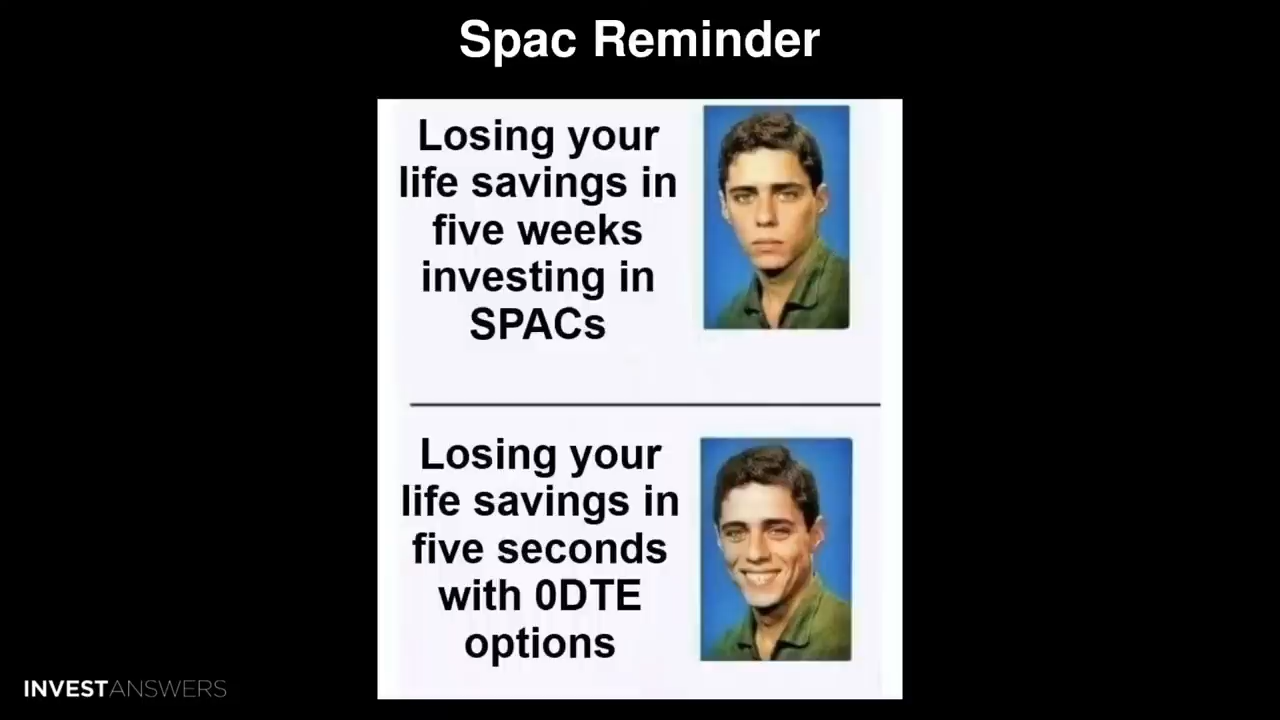 Spac Reminder
Losing your
life savings in
five weeks
investing in
SPACs
Losing your
life savings in
five seconds
with 0DTE
options
INVESTANSWERS